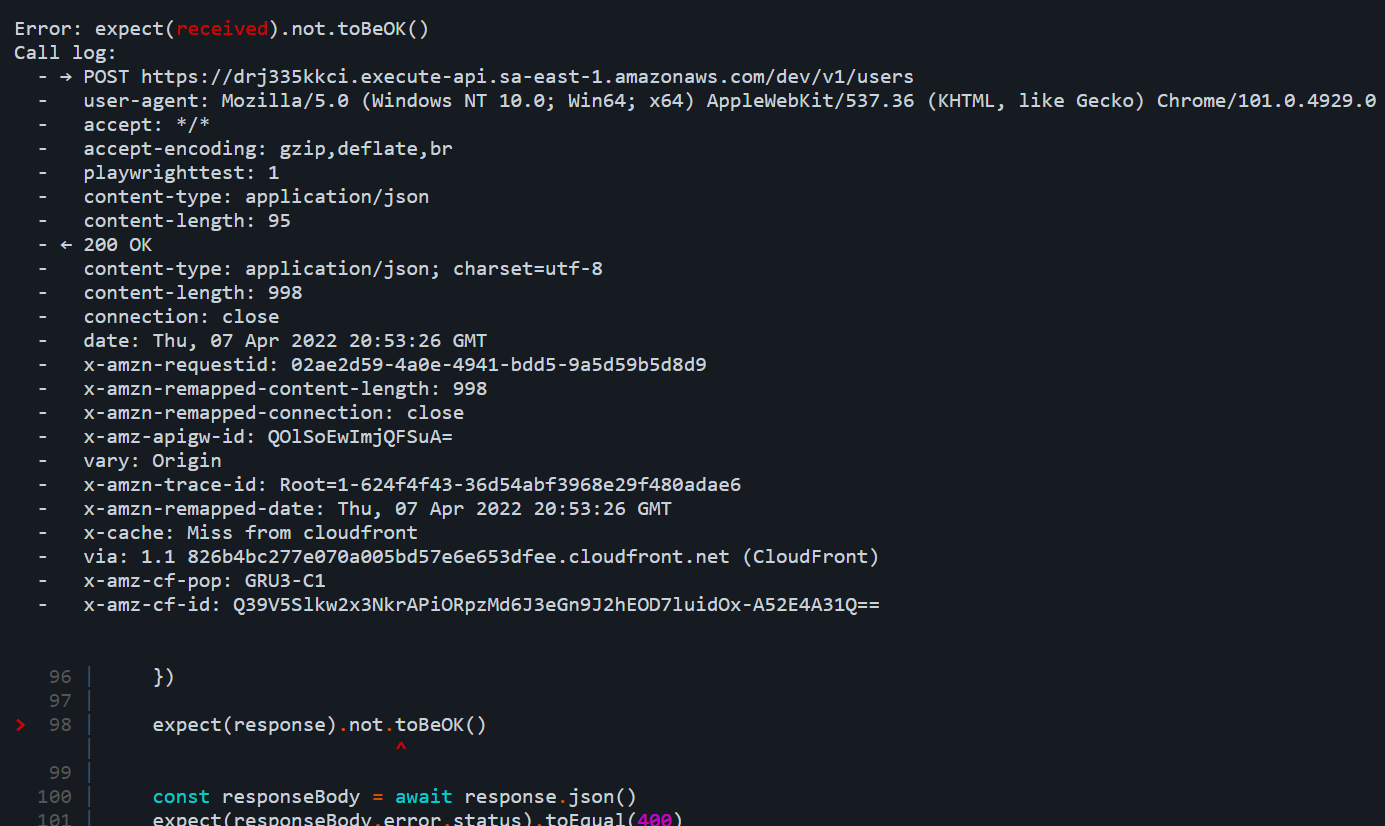 Error: expect(received).not.toBeOK()
Call log:
- → POST https://drj335kkci.execute-api.sa-east-1.amazonaws.com/dev/v1/users
-   user-agent: Mozilla/5.0 (Windows NT 10.0; Win64; x64) AppleWebKit/537.36 (KHTML, like Gecko) Chrome/101.0.4929.0
-   accept: */*
-   accept-encoding: gzip,deflate,br
-   playwrighttest: 1
-   content-type: application/json
-   content-length: 95
- ← 200 OK
-   content-type: application/json; charset=utf-8
-   content-length: 998
-   connection: close
-   date: Thu, 07 Apr 2022 20:53:26 GMT
-   x-amzn-requestid: 02ae2d59-4a0e-4941-bdd5-9a5d59b5d8d9
-   x-amzn-remapped-content-length: 998
-   x-amzn-remapped-connection: close
-   x-amz-apigw-id: QOlSoEwImjQFSuA=
-   vary: Origin
-   x-amzn-trace-id: Root=1-624f4f43-36d54abf3968e29f480adae6
-   x-amzn-remapped-date: Thu, 07 Apr 2022 20:53:26 GMT
-   x-cache: Miss from cloudfront
-   via: 1.1 826b4bc277e070a005bd57e6e653dfee.cloudfront.net (CloudFront)
-   x-amz-cf-pop: GRU3-C1
-   x-amz-cf-id: Q39V5Slkw2x3NkrAPiORpzMd6J3eGn9J2hEOD7luidOx-A52E4A31Q==
96 |     })
97 |
> 98 |     expect(response).not.toBeOK()
|                          ^
99 |
100 |     const responseBody = await response.json()
101 |     expect(responseBody.error.status).toEqual(400)